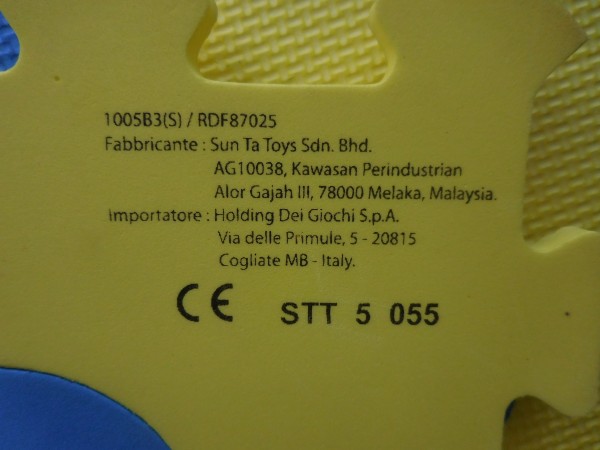 1005B3(S) / RDF87025
Fabbricante : Sun Ta Toys Sdn. Bhd.
AG10038, Kawasan Perindustrian
Alor Gajah III, 78000 Melaka, Malaysia.
Importatore : Holding Dei Giochi S.p.A.
Via delle Primule, 5 - 20815
Cogliate MB - Italy.
CE STT 5 055